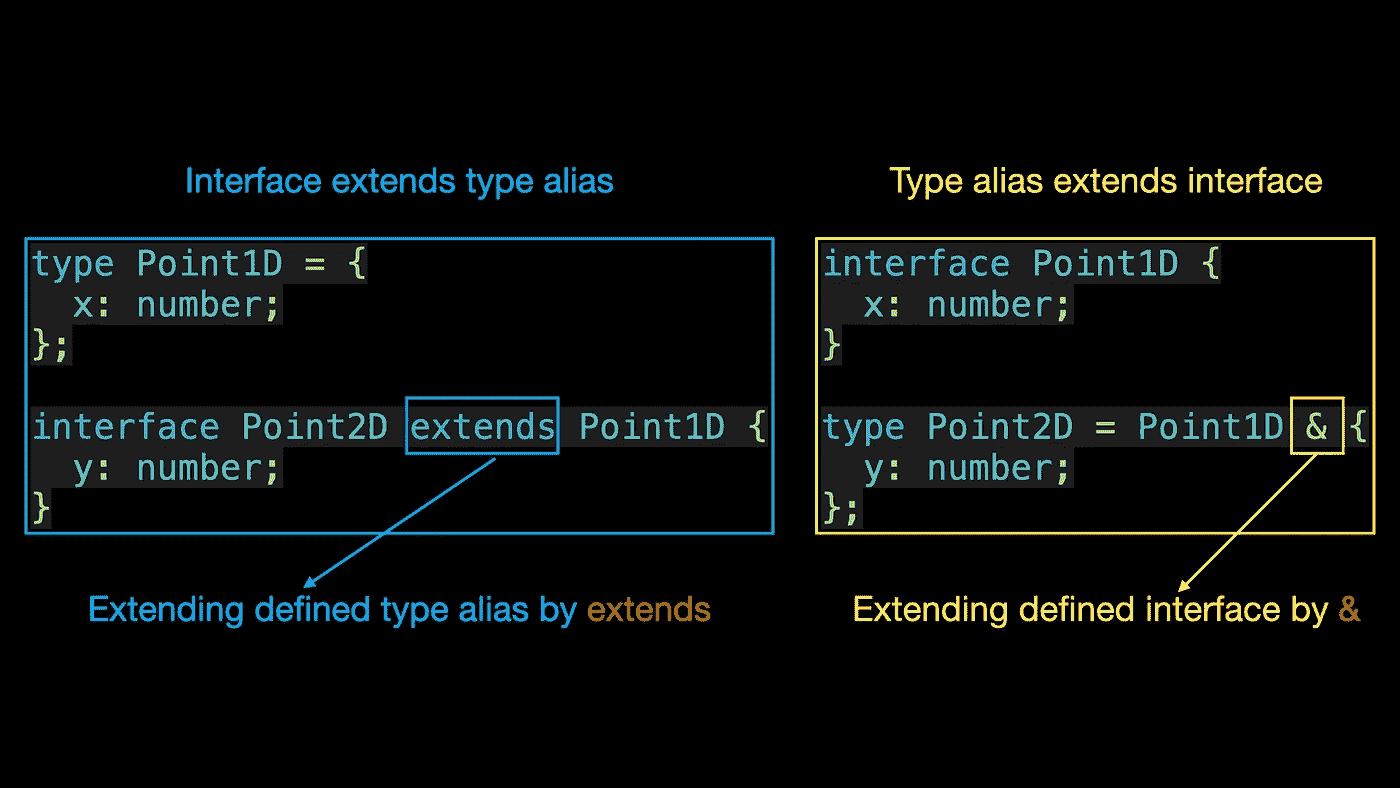 Interface extends type alias
type Point1D = {
  x: number;
};
interface Point2D extends Point1D {
  y: number;
}
Extending defined type alias by extends
Type alias extends interface
interface Point1D {
  x: number;
}
type Point2D = Point1D & {
  y: number;
};
Extending defined interface by &